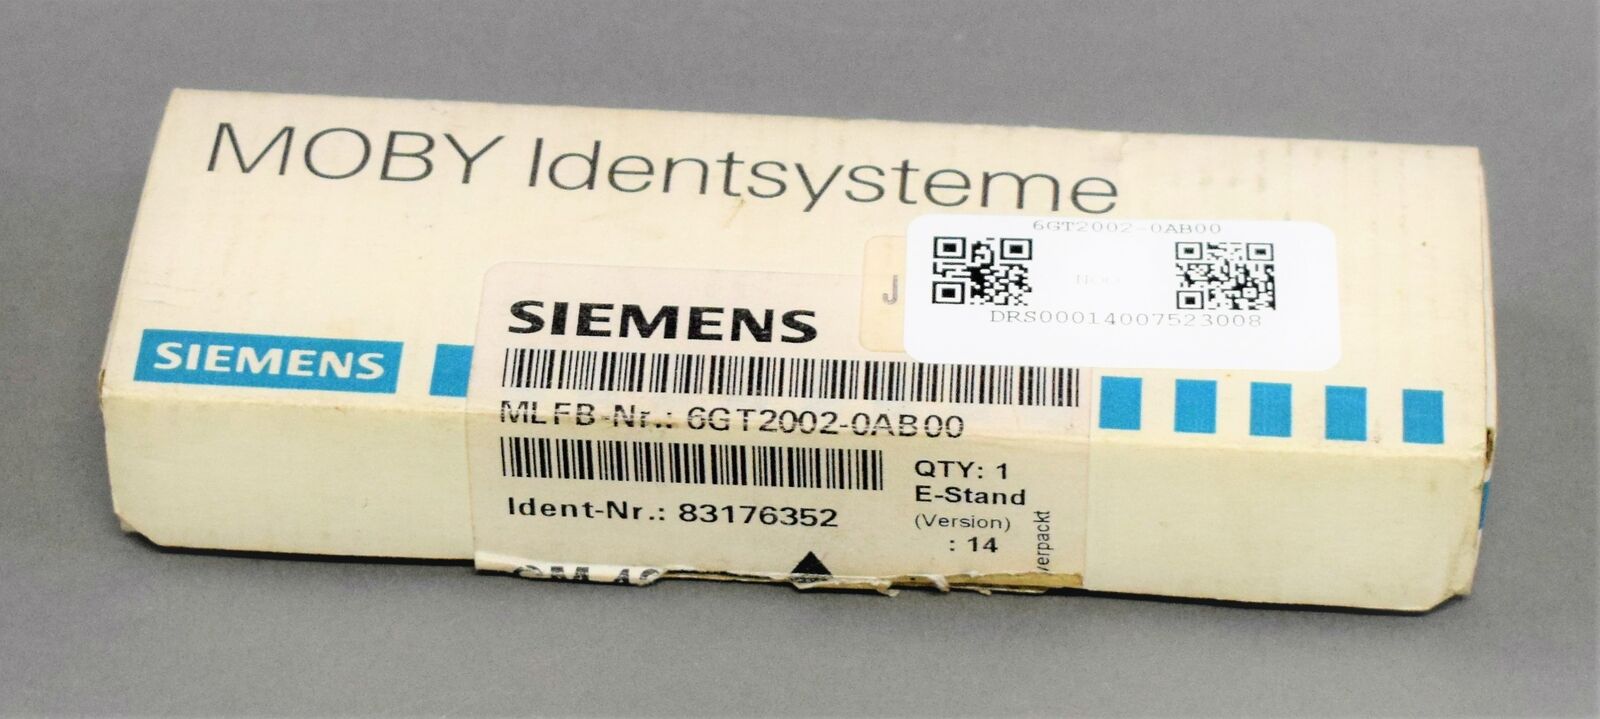 MOBY Identsysteme
6GT2002-0AB00
DRS00014007523008
J
SIEMENS
SIEMENS
MLFB-Nr.: 6GT2002-0AB00
Ident-Nr.: 83176352
QTY: 1
E-Stand
(Version)
: 14
verpackt